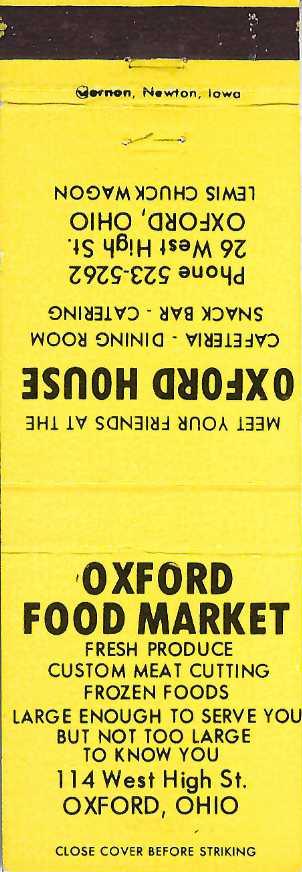 Vernon, Newton, Iowa
MEET YOUR FRIENDS AT THE
OXFORD HOUSE
CAFETERIA - DINING ROOM
SNACK BAR - CATERING
Phone 523-5262
26 West High St.
OXFORD, OHIO
LEWIS CHUCK WAGON
OXFORD
FOOD MARKET
FRESH PRODUCE
CUSTOM MEAT CUTTING
FROZEN FOODS
LARGE ENOUGH TO SERVE YOU
BUT NOT TOO LARGE
TO KNOW YOU
114 West High St.
OXFORD, OHIO
CLOSE COVER BEFORE STRIKING